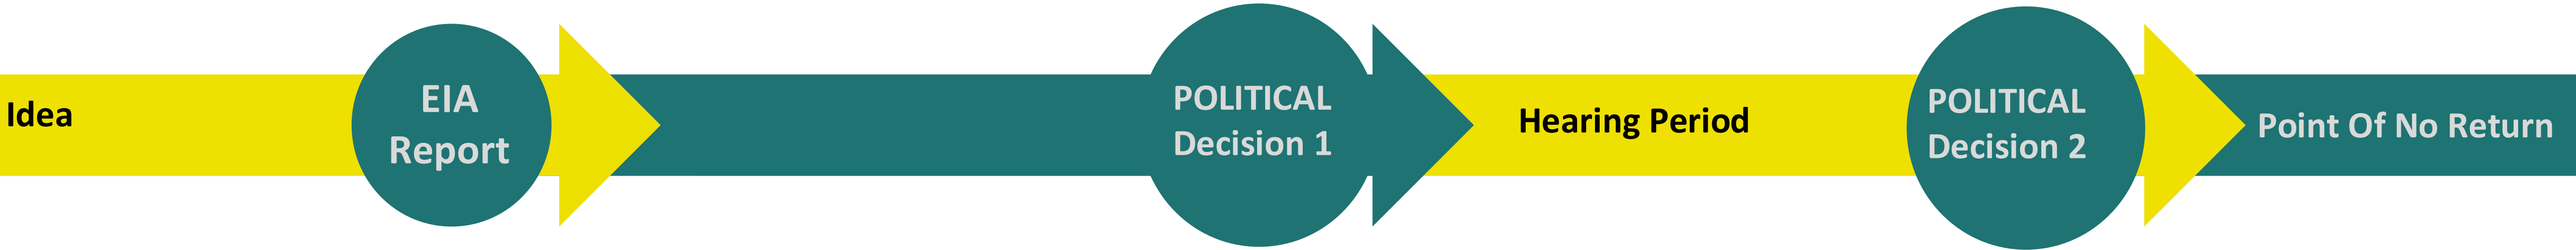 Idea
EIA
Report
POLITICAL
Decision 1
Hearing Period
POLITICAL
Decision 2
Point Of No Return